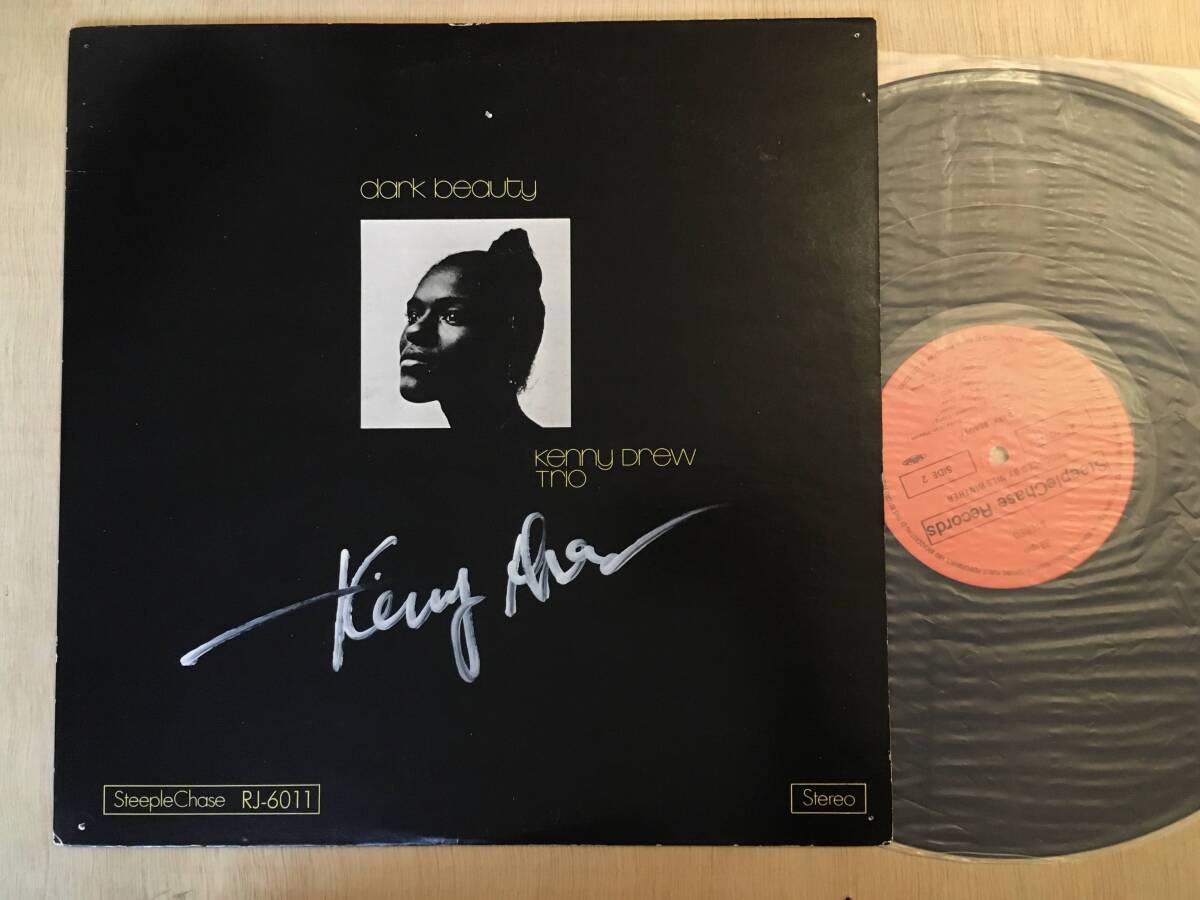 dark beauty
Kenny Drew
Trio
Kenny Drew
SteepleChase RJ-6011
Stereo
SteepleChase Records
SIDE 2